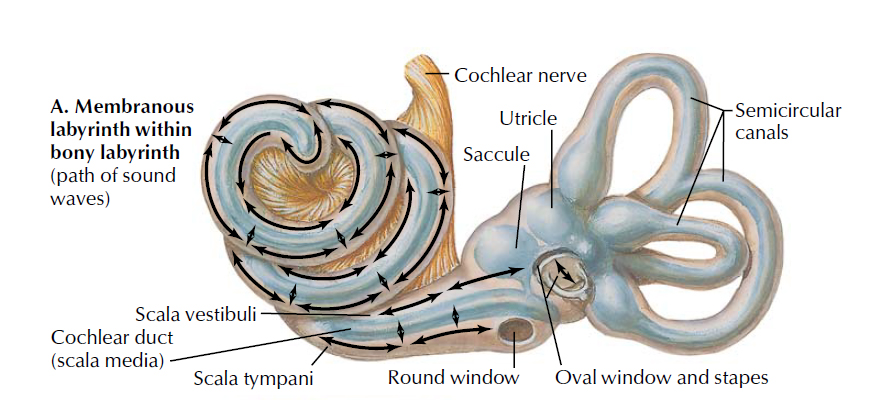 A. Membranous
labyrinth within
bony labyrinth
(path of sound
waves)
Cochlear nerve
Utricle
Saccule
Semicircular
canals
Scala vestibuli
Cochlear duct
(scala media)
Scala tympani
Round window
Oval window and stapes